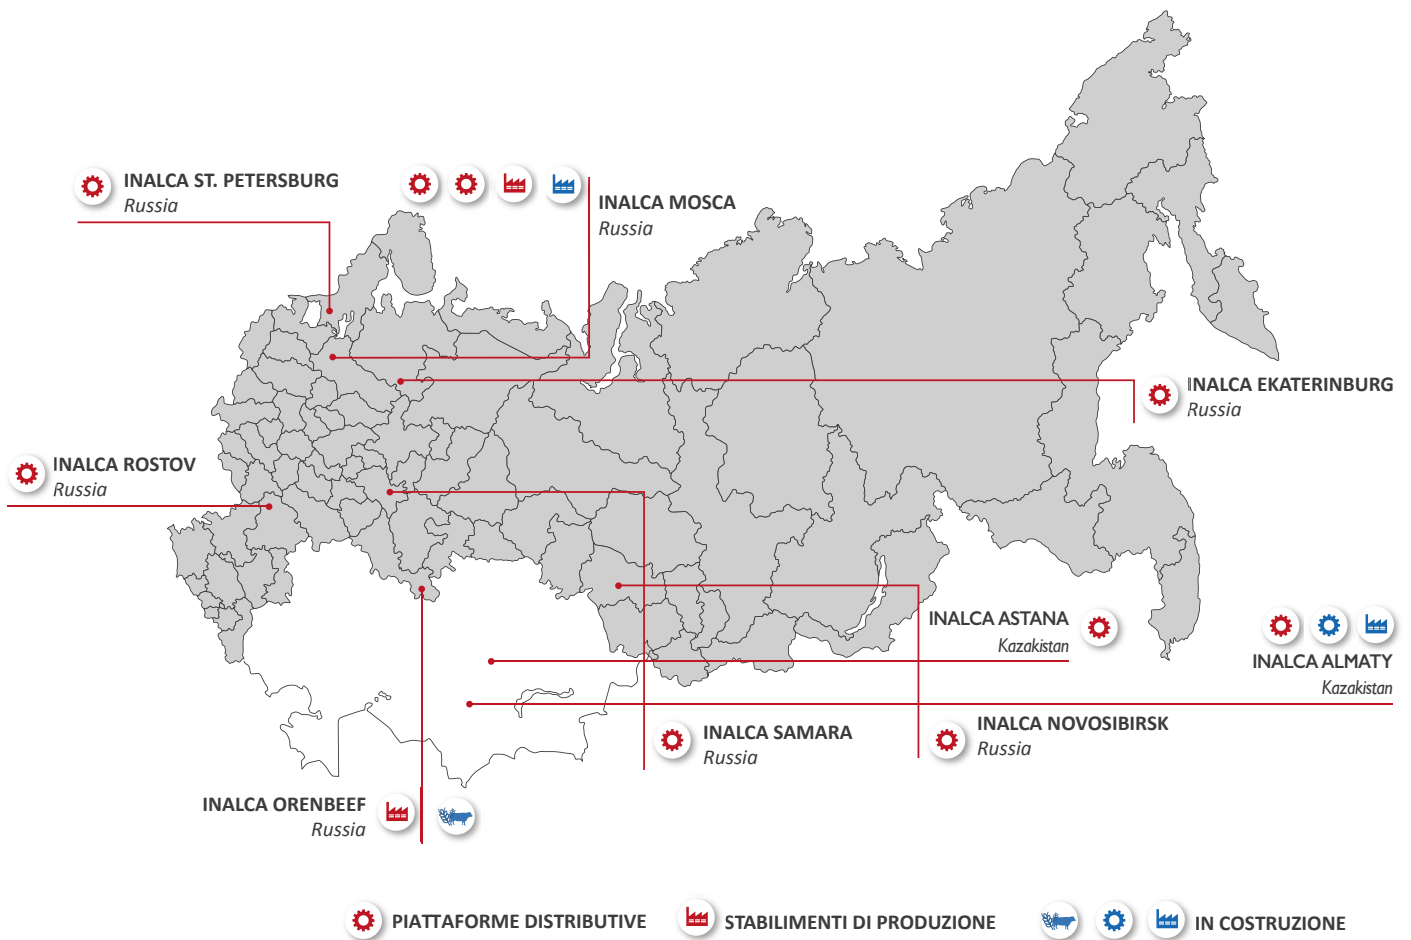 INALCA ST. PETERSBURG
Russia
INALCA MOSCA
Russia
INALCA EKATERINBURG
Russia
INALCA ROSTOV
Russia
INALCA ASTANA
Kazakistan
INALCA ALMATY
Kazakistan
INALCA SAMARA
Russia
INALCA NOVOSIBIRSK
Russia
INALCA ORENBEEF
Russia
PIATTAFORME DISTRIBUTIVE
STABILIMENTI DI PRODUZIONE
IN COSTRUZIONE